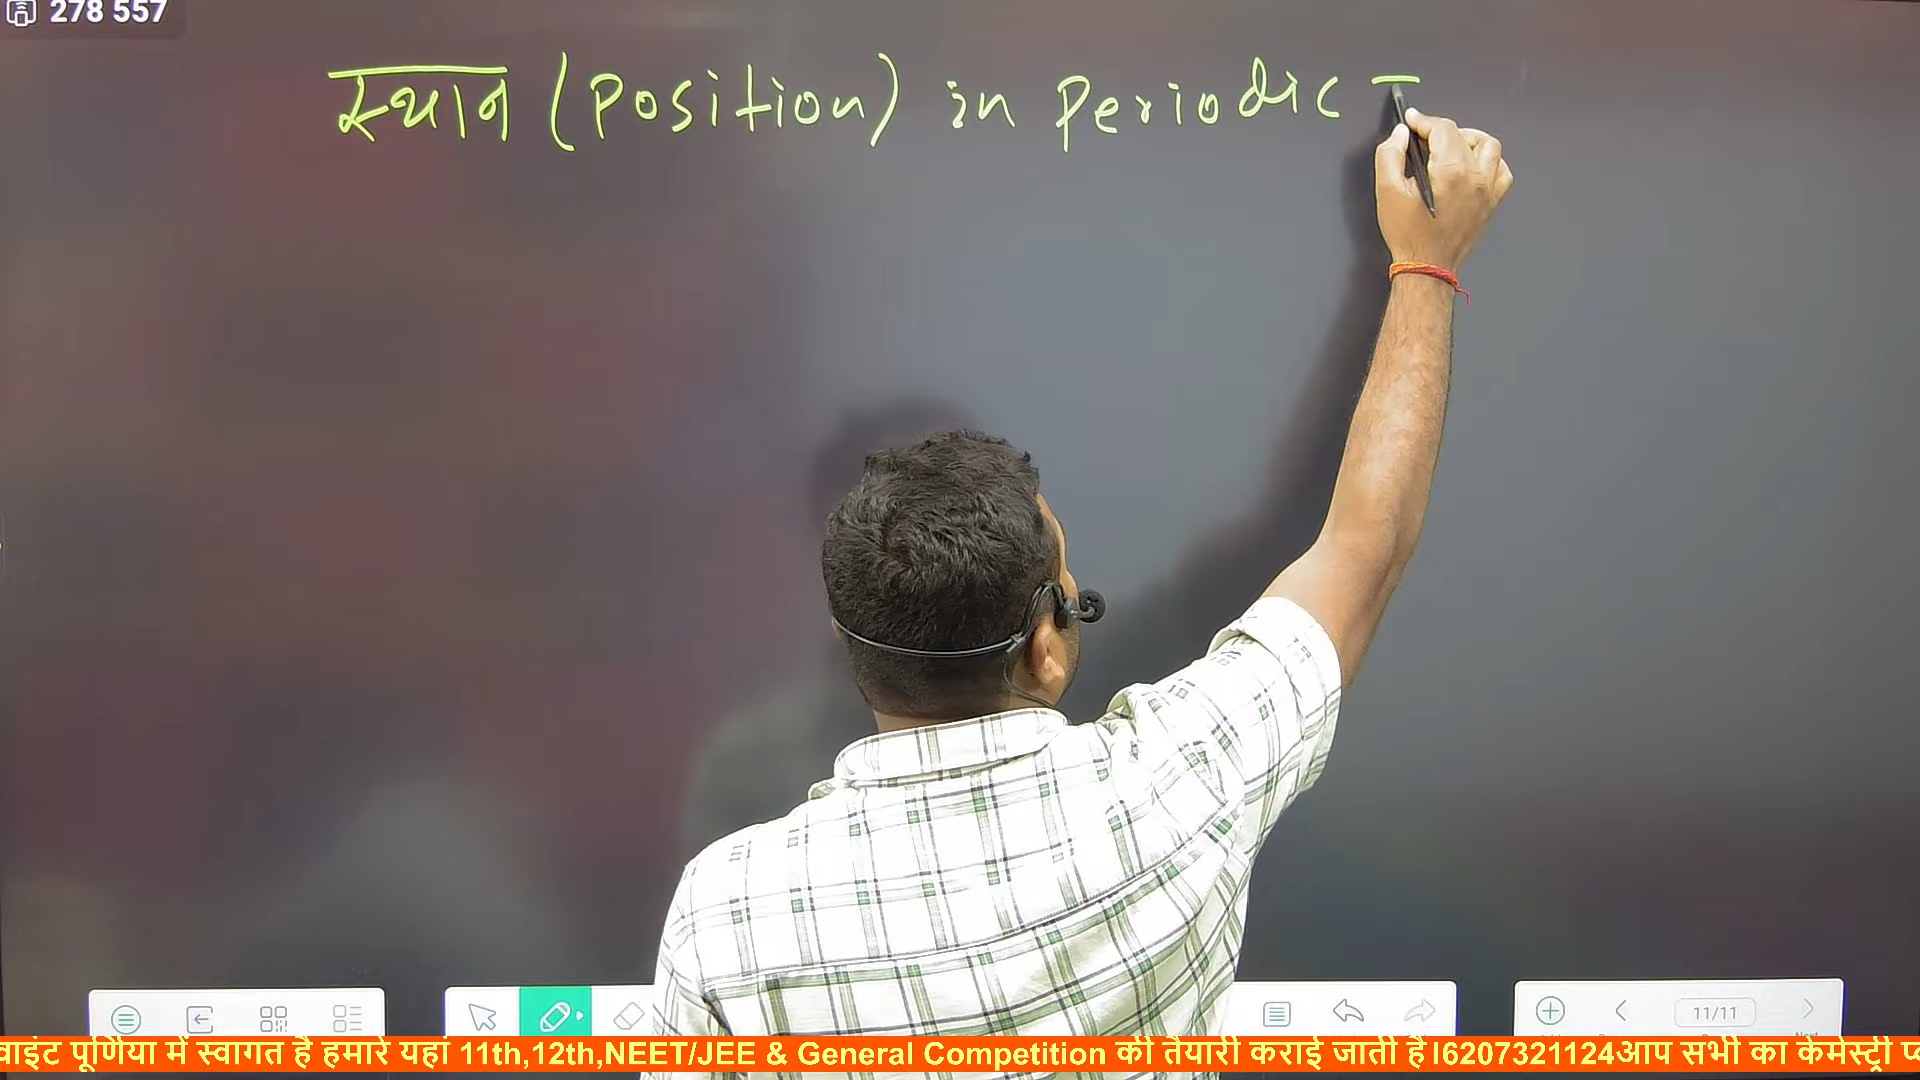 278 557
स्थान (Position) in Periodic T
11/11
Next
वाइंट पूर्णिया में स्वागत है हमारे यहां 11th,12th,NEET/JEE & General Competition की तैयारी कराई जाती है।6207321124आप सभी का केमेस्ट्री